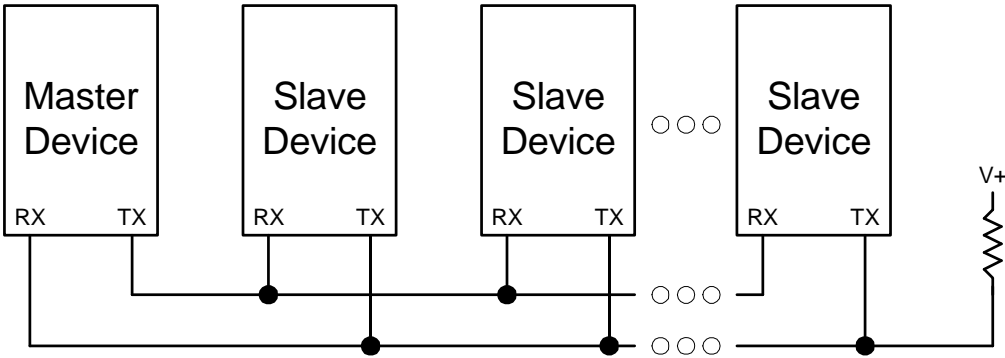 Master
Device
Slave
Device
Slave
Device
Slave
Device
V+
RX TX
RX TX
RX TX
RX TX